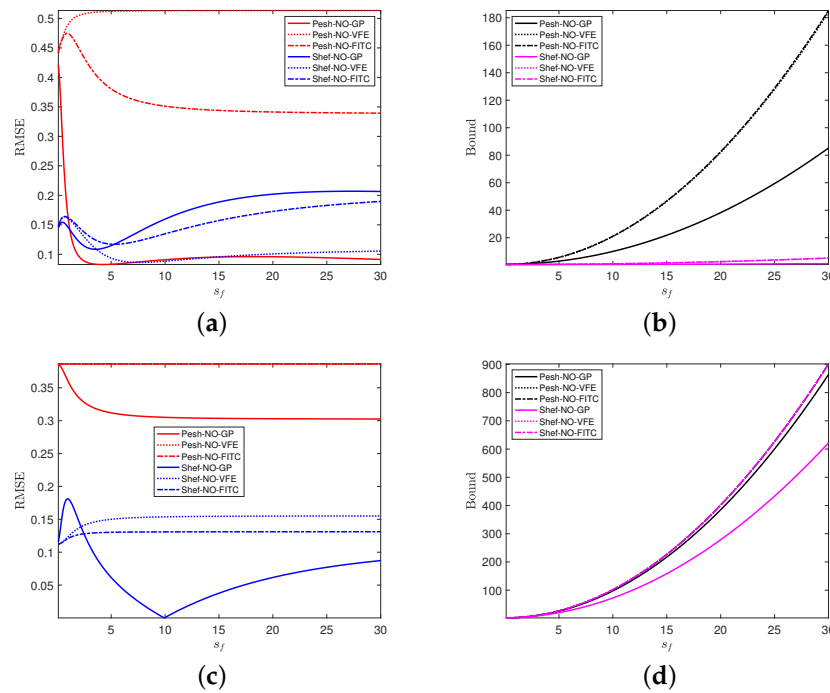 0.5
0.45
0.4
0.35
0.3
0.25
0.2
0.15
0.1
RMSE
5 10 15 20 25 30
s_f
Pesh-NO-GP
Pesh-NO-VFE
Pesh-NO-FITC
Shef-NO-GP
Shef-NO-VFE
Shef-NO-FITC
(a)
180
160
140
120
100
80
60
40
20
Bound
5 10 15 20 25 30
s_f
Pesh-NO-GP
Pesh-NO-VFE
Pesh-NO-FITC
Shef-NO-GP
Shef-NO-VFE
Shef-NO-FITC
(b)
0.35
0.3
0.25
0.2
0.15
0.1
0.05
RMSE
5 10 15 20 25 30
s_f
Pesh-NO-GP
Pesh-NO-VFE
Pesh-NO-FITC
Shef-NO-GP
Shef-NO-VFE
Shef-NO-FITC
(c)
900
800
700
600
500
400
300
200
100
Bound
5 10 15 20 25 30
s_f
Pesh-NO-GP
Pesh-NO-VFE
Pesh-NO-FITC
Shef-NO-GP
Shef-NO-VFE
Shef-NO-FITC
(d)